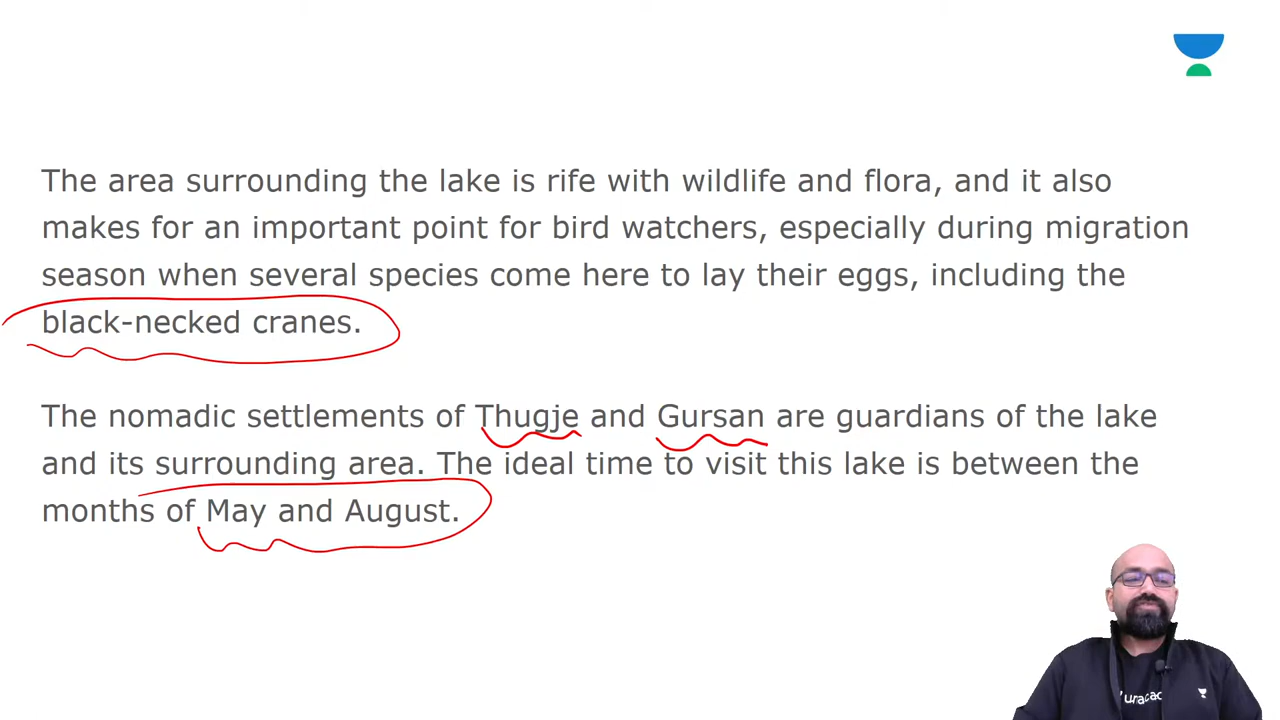 The area surrounding the lake is rife with wildlife and flora, and it also
makes for an important point for bird watchers, especially during migration
season when several species come here to lay their eggs, including the
black-necked cranes.
The nomadic settlements of Thugje and Gursan are guardians of the lake
and its surrounding area. The ideal time to visit this lake is between the
months of May and August.